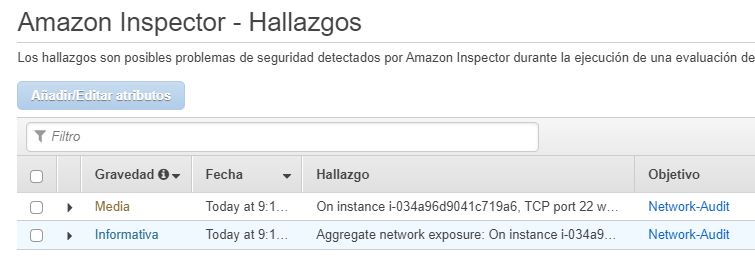 Amazon Inspector - Hallazgos
Los hallazgos son posibles problemas de seguridad detectados por Amazon Inspector durante la ejecución de una evaluación de
Añadir/Editar atributos
Filtro
Gravedad Fecha Hallazgo Objetivo
Media Today at 9:1... On instance i-034a96d9041c719a6, TCP port 22 w... Network-Audit
Informativa Today at 9:1... Aggregate network exposure: On instance i-034a9... Network-Audit